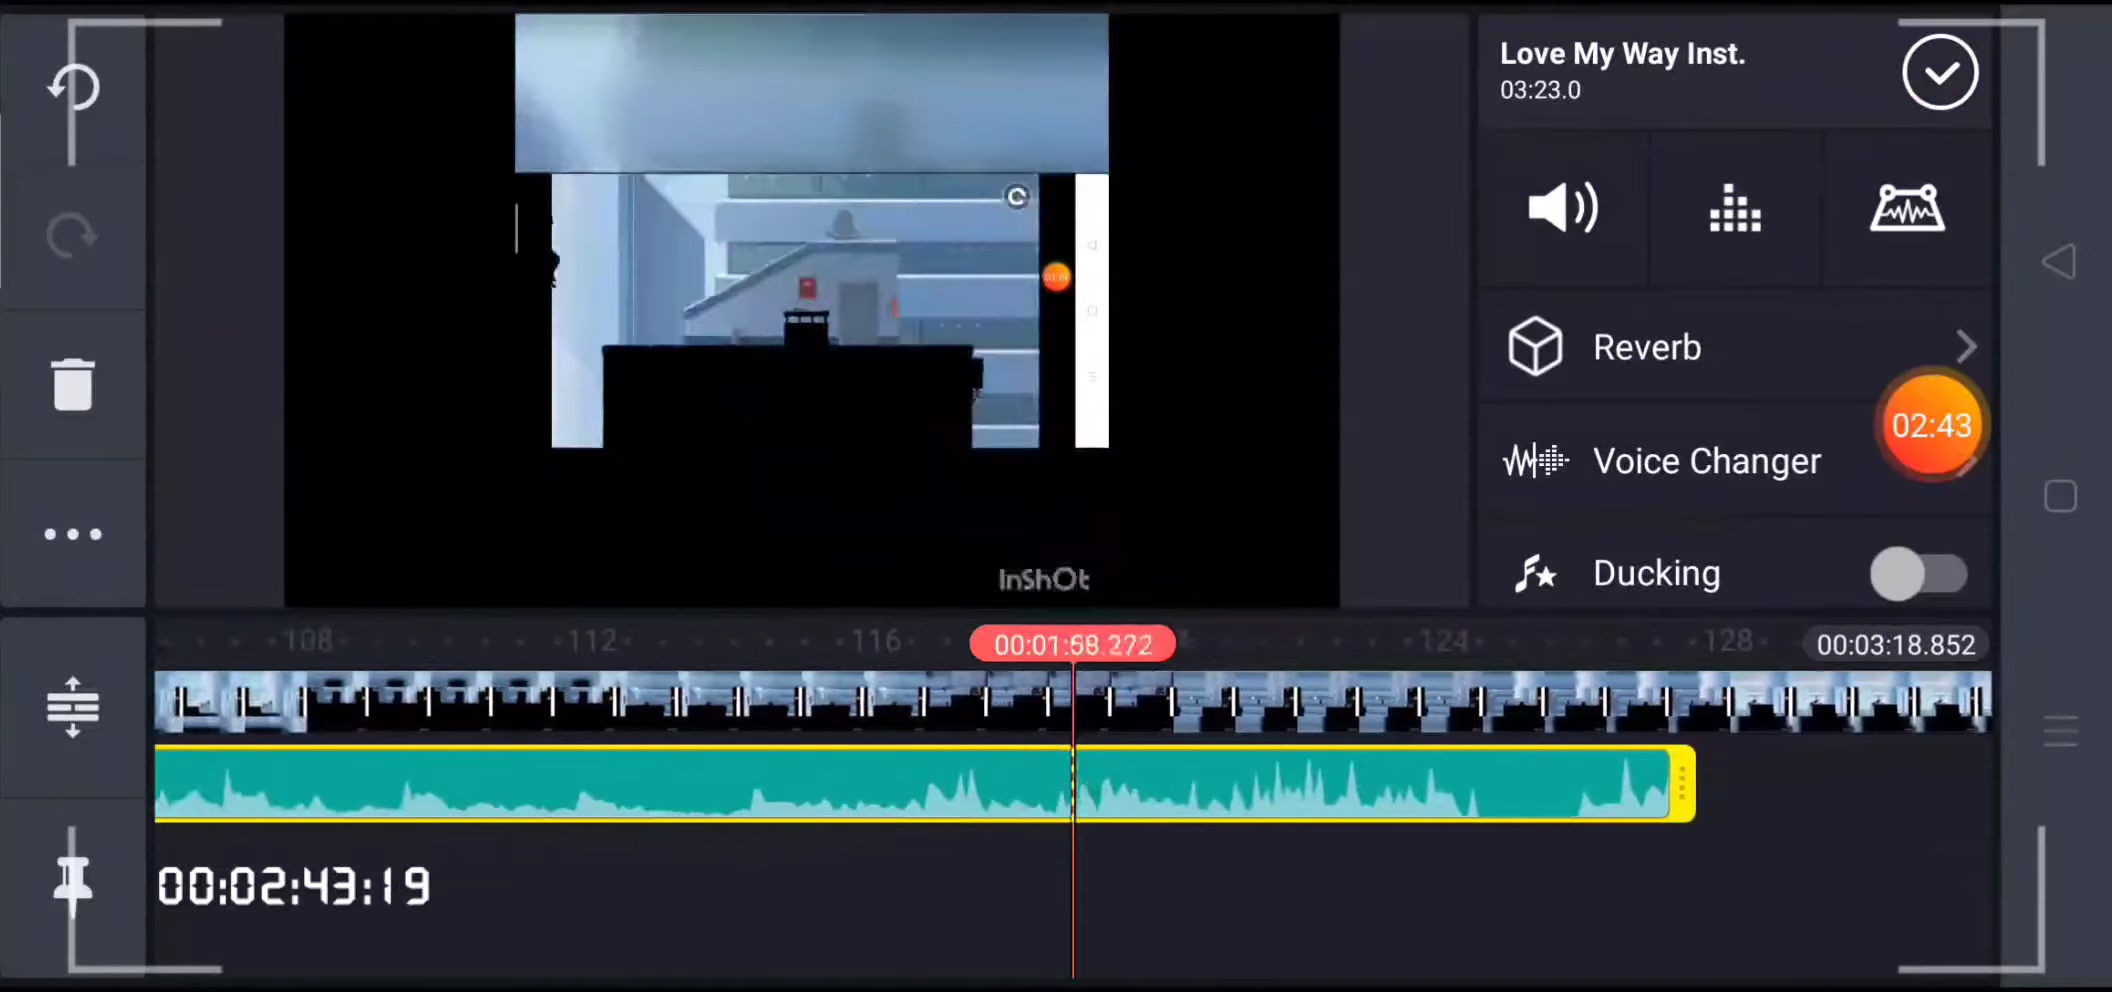 Love My Way Inst.
03:23.0
Reverb
02:43
Voice Changer
Ducking
InShOt
108
112
116
00:01:58.272
124
128
00:03:18.852
00:02:43:19